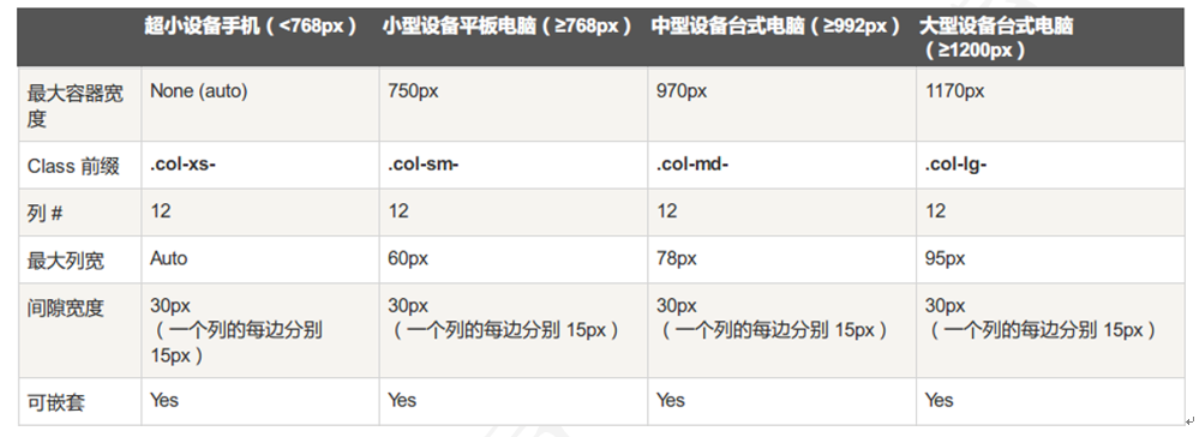 超小设备手机（<768px） 小型设备平板电脑（≥768px） 中型设备台式电脑（≥992px） 大型设备台式电脑
（≥1200px）
最大容器宽 None (auto) 750px 970px 1170px
度
Class 前缀 .col-xs- .col-sm- .col-md- .col-lg-
列 # 12 12 12 12
最大列宽 Auto 60px 78px 95px
间隙宽度 30px 30px 30px 30px
（一个列的每边分别 （一个列的每边分别 15px） （一个列的每边分别 15px） （一个列的每边分别 15px）
15px）
可嵌套 Yes Yes Yes Yes